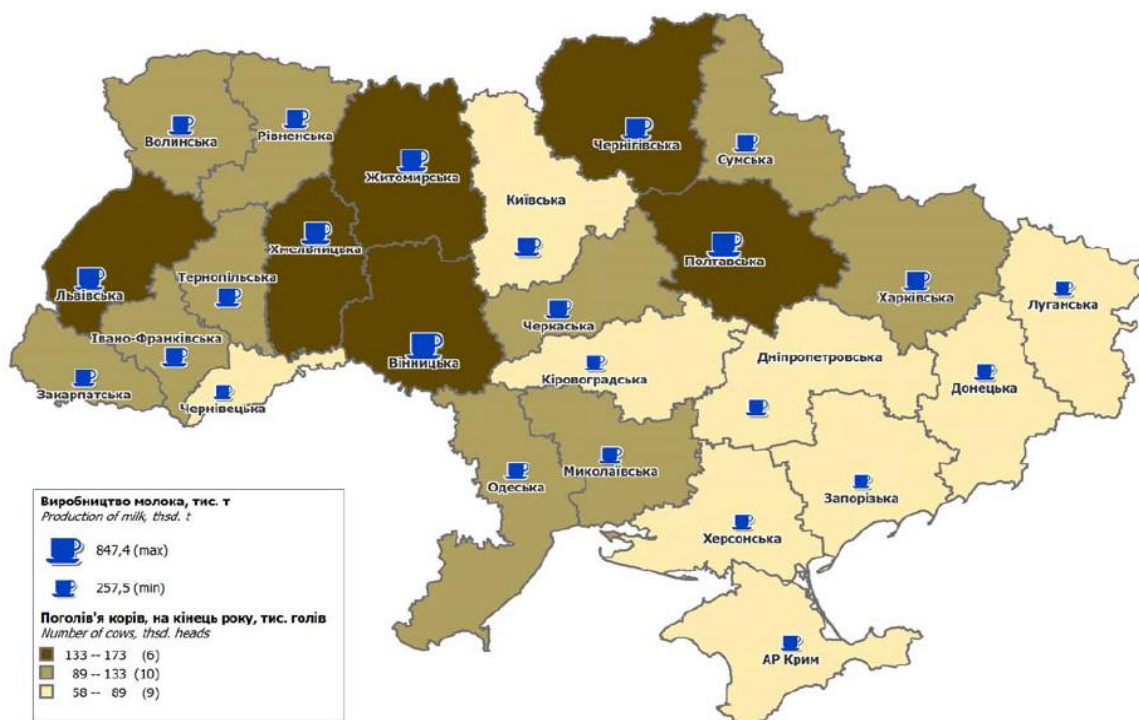 Волинська
Рівненська
Житомирська
Чернігівська
Сумська
Київська
Львівська
Тернопільська
Хмельницька
Полтавська
Харківська
Луганська
Івано-Франківська
Закарпатська
Чернівецька
Вінницька
Черкаська
Кіровоградська
Дніпропетровська
Донецька
Одеська
Миколаївська
Запорізька
Херсонська
АР Крим
Виробництво молока, тис. т
Production of milk, thsd. t
847,4 (max)
257,5 (min)
Поголів'я корів, на кінець року, тис. голів
Number of cows, thsd. heads
133 -- 173 (6)
89 -- 133 (10)
58 -- 89 (9)